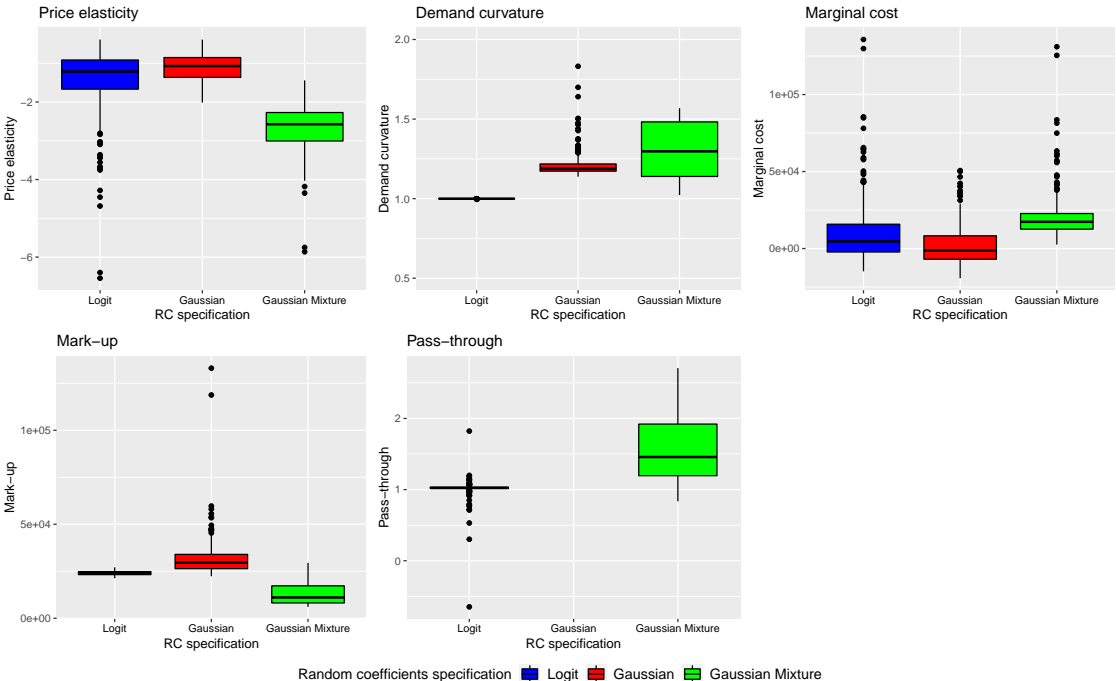 Price elasticity
Price elasticity
−2
−4
−6
Logit
Gaussian
Gaussian Mixture
RC specification
Demand curvature
Demand curvature
2.0
1.5
1.0
0.5
Logit
Gaussian
Gaussian Mixture
RC specification
Marginal cost
Marginal cost
1e+05
5e+04
0e+00
Logit
Gaussian
Gaussian Mixture
RC specification
Mark−up
Mark−up
1e+05
5e+04
0e+00
Logit
Gaussian
Gaussian Mixture
RC specification
Pass−through
Pass−through
2
1
0
Logit
Gaussian
Gaussian Mixture
RC specification
Random coefficients specification Logit Gaussian Gaussian Mixture